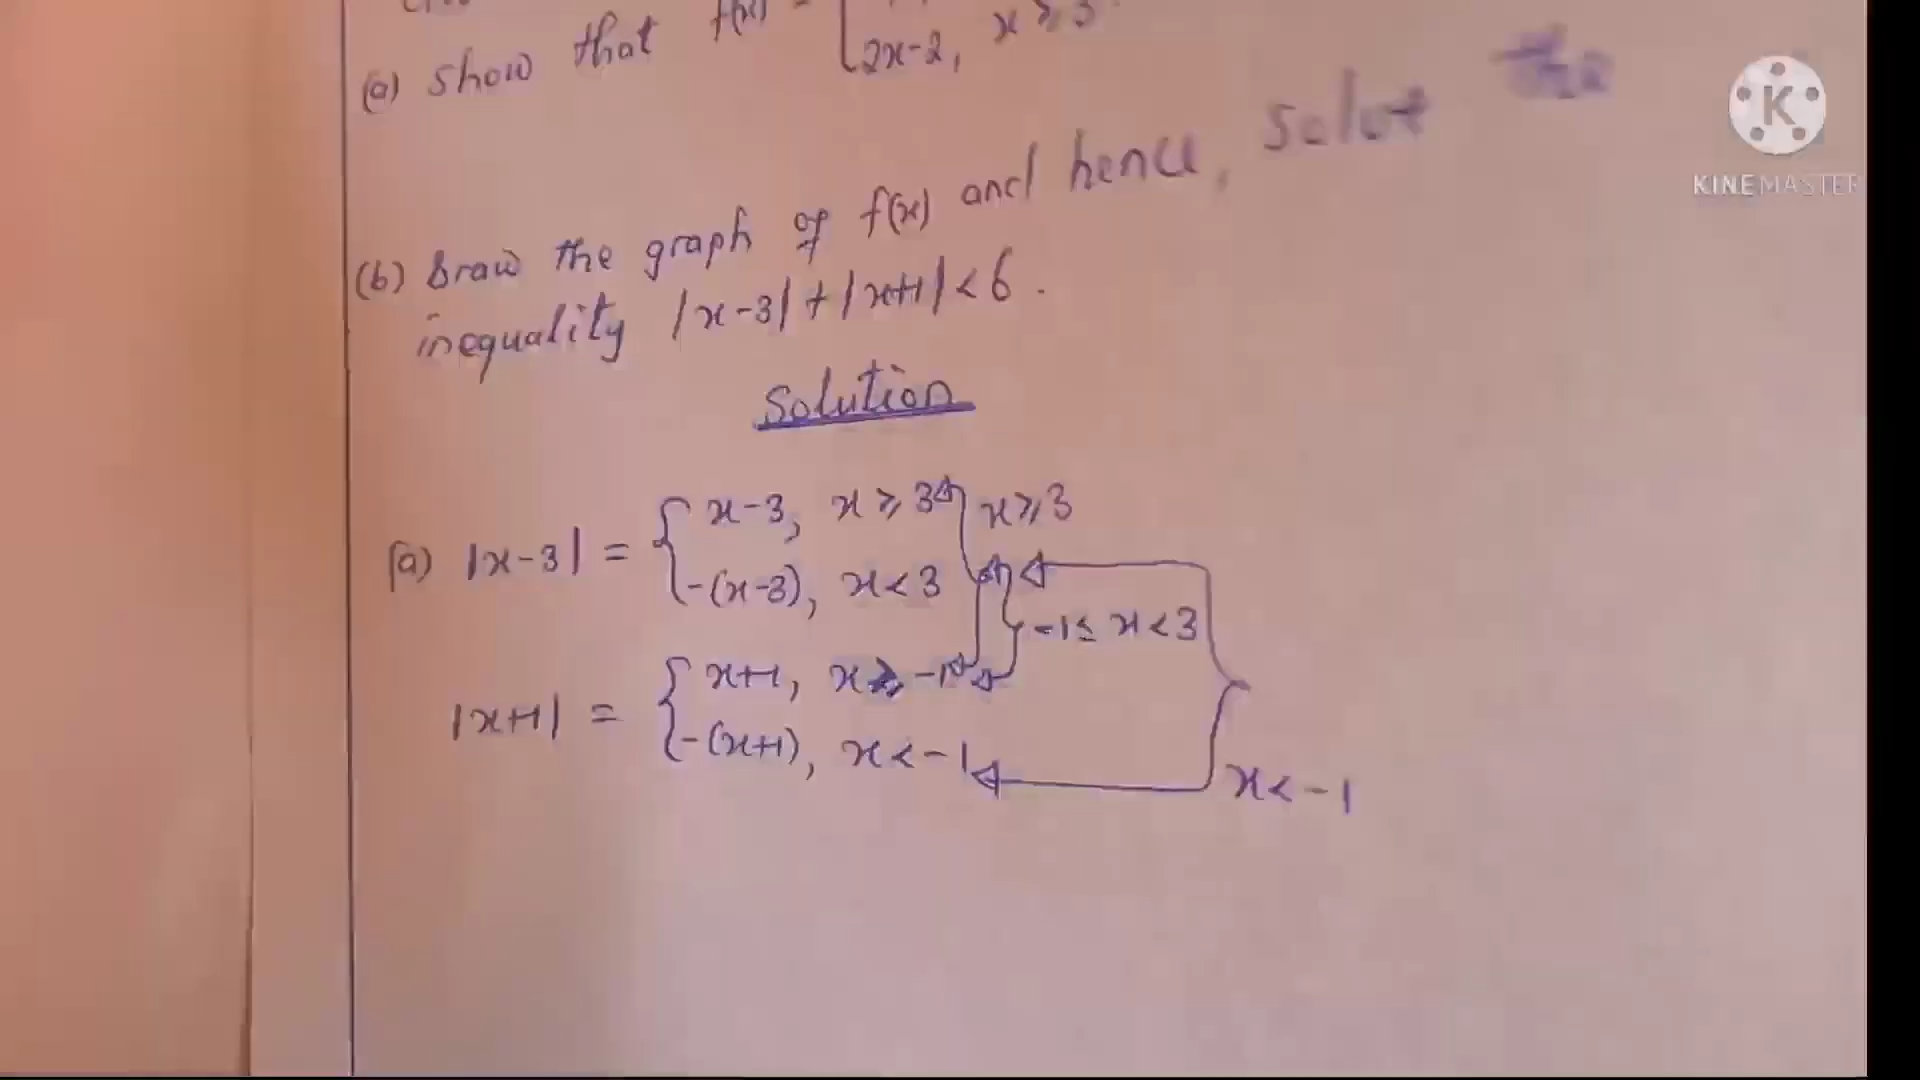 (a) show that f(x) = { 2x-2, x ≥ 3
(b) Draw the graph of f(x) and hence, solve the
inequality |x-3| + |x+1| < 6.
Solution
(a) |x-3| = { x-3, x ≥ 3 x ≥ 3
-(x-3), x < 3
-1 ≤ x < 3
|x+1| = { x+1, x ≥ -1
-(x+1), x < -1 x < -1
K
KINEMASTER